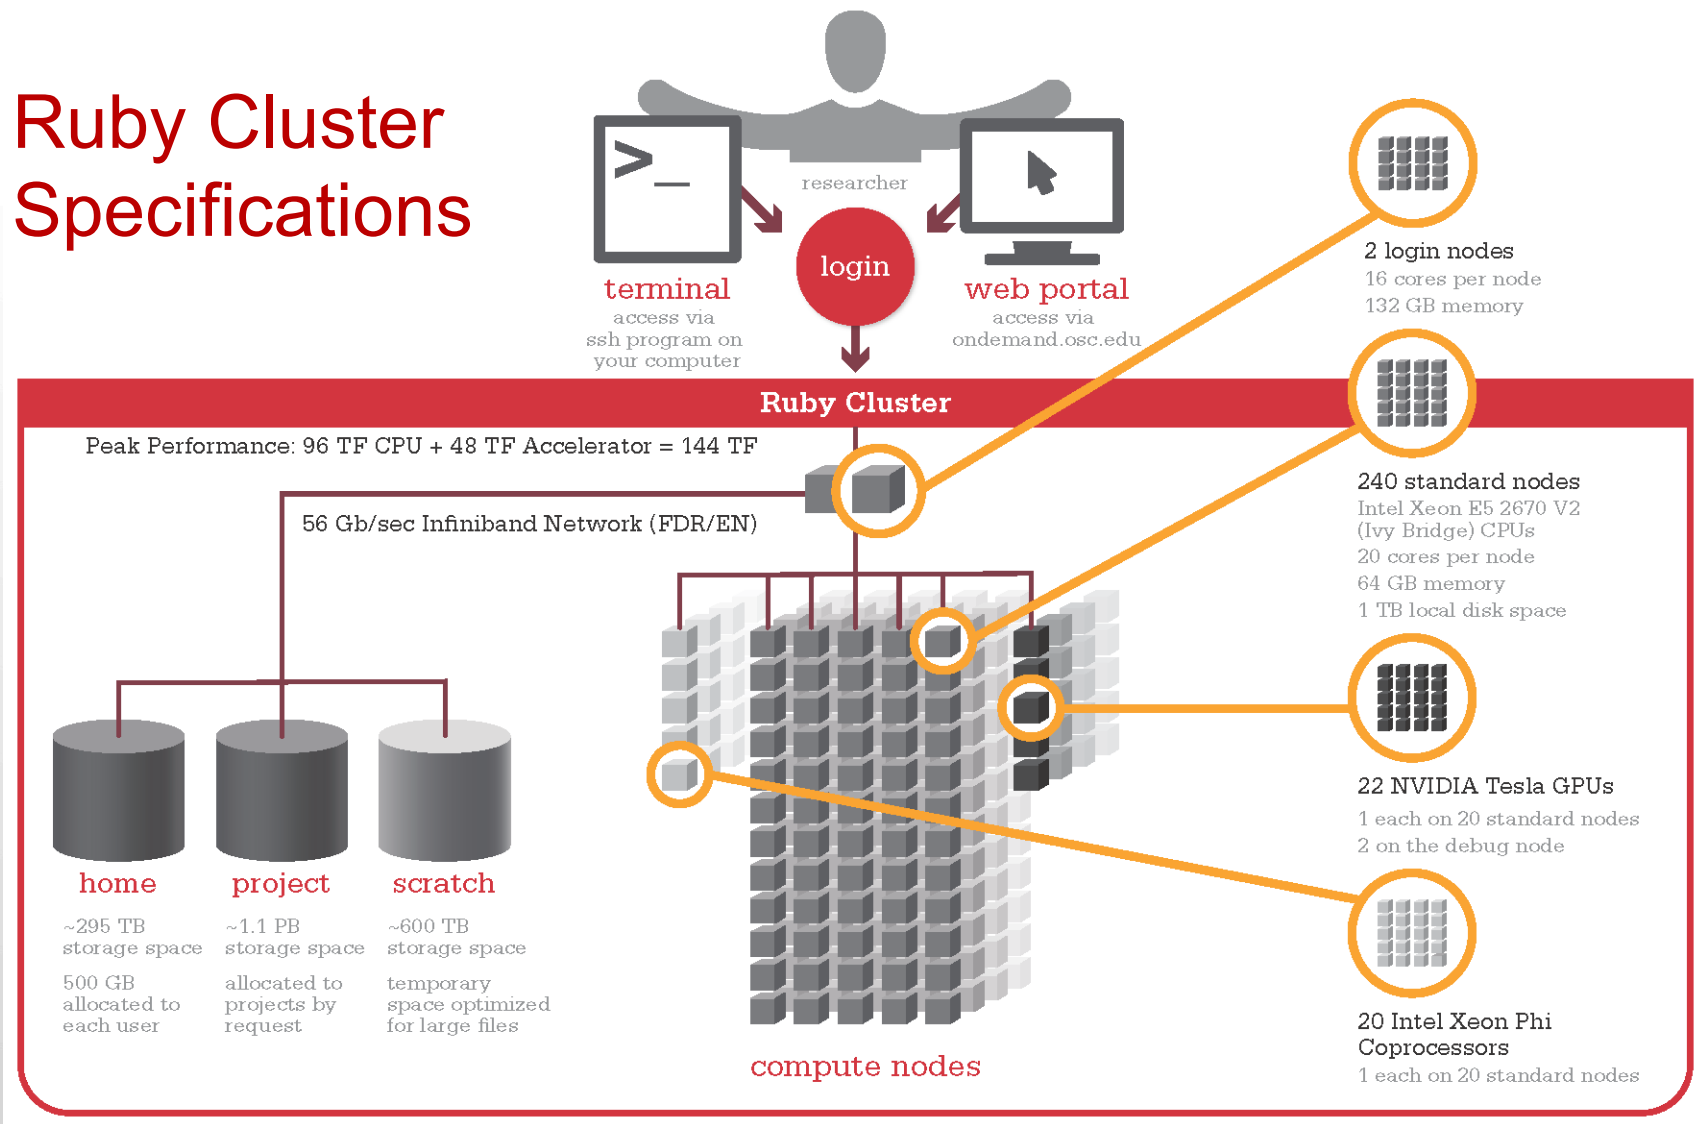 Ruby Cluster
Specifications
>_
researcher
login
terminal
access via
ssh program on
your computer
web portal
access via
ondemand.osc.edu
2 login nodes
16 cores per node
132 GB memory
Ruby Cluster
Peak Performance: 96 TF CPU + 48 TF Accelerator = 144 TF
56 Gb/sec Infiniband Network (FDR/EN)
240 standard nodes
Intel Xeon E5 2670 V2
(Ivy Bridge) CPUs
20 cores per node
64 GB memory
1 TB local disk space
22 NVIDIA Tesla GPUs
1 each on 20 standard nodes
2 on the debug node
home
~295 TB
storage space
500 GB
allocated to
each user
project
~1.1 PB
storage space
allocated to
projects by
request
scratch
~600 TB
storage space
temporary
space optimized
for large files
compute nodes
20 Intel Xeon Phi
Coprocessors
1 each on 20 standard nodes